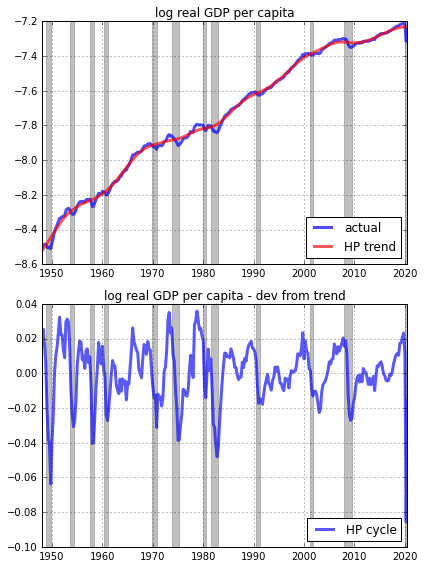 log real GDP per capita
−7.2
−7.4
−7.6
−7.8
−8.0
−8.2
−8.4
−8.6
actual
HP trend
1950 1960 1970 1980 1990 2000 2010 2020
log real GDP per capita - dev from trend
0.04
0.02
0.00
−0.02
−0.04
−0.06
−0.08
−0.10
HP cycle
1950 1960 1970 1980 1990 2000 2010 2020